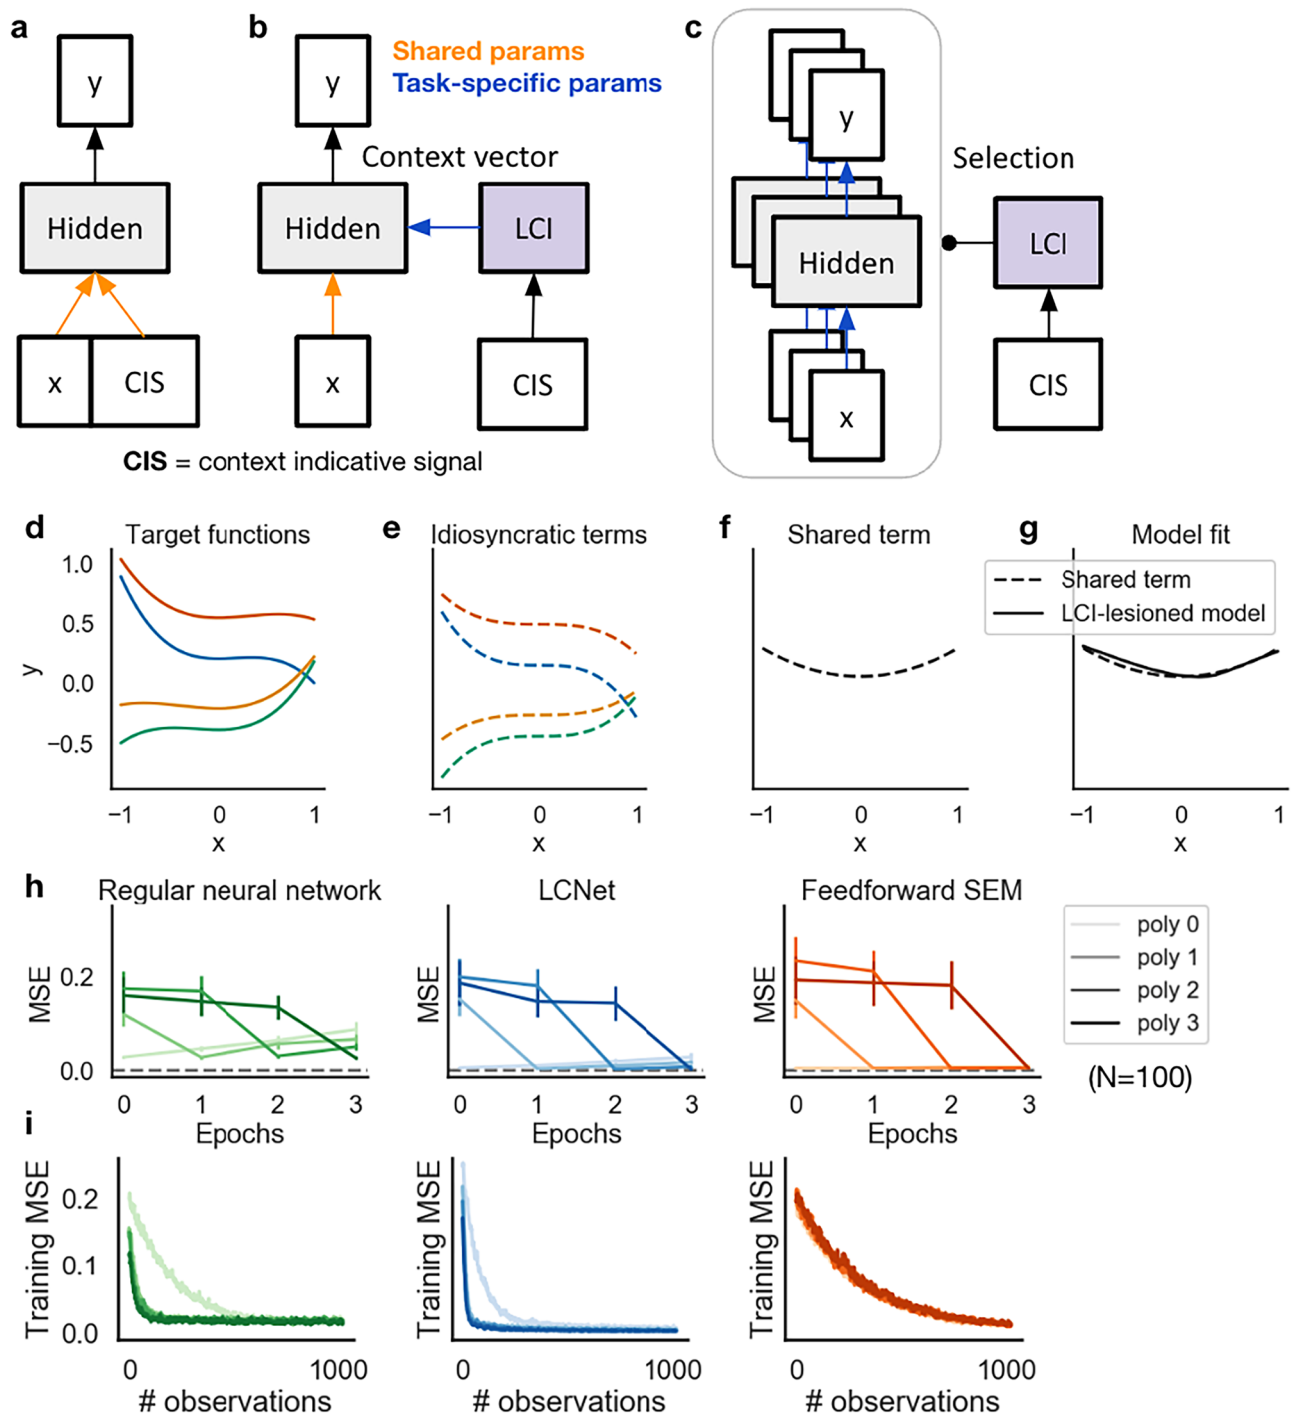 a
b
c
Shared params
Task-specific params
y
y
y
Context vector
Selection
Hidden
Hidden
LCI
Hidden
LCI
x
CIS
x
CIS
x
CIS
CIS = context indicative signal
d
Target functions
e
Idiosyncratic terms
f
Shared term
g
Model fit
Shared term
LCI-lesioned model
1.0
0.5
0.0
−0.5
y
−1 0 1
x
−1 0 1
x
−1 0 1
x
−1 0 1
x
h
Regular neural network
LCNet
Feedforward SEM
MSE
0.2
0.0
0 1 2 3
Epochs
MSE
0 1 2 3
Epochs
MSE
0 1 2 3
Epochs
poly 0
poly 1
poly 2
poly 3
(N=100)
i
Training MSE
0.2
0.1
0.0
0 1000
# observations
Training MSE
0 1000
# observations
Training MSE
0 1000
# observations